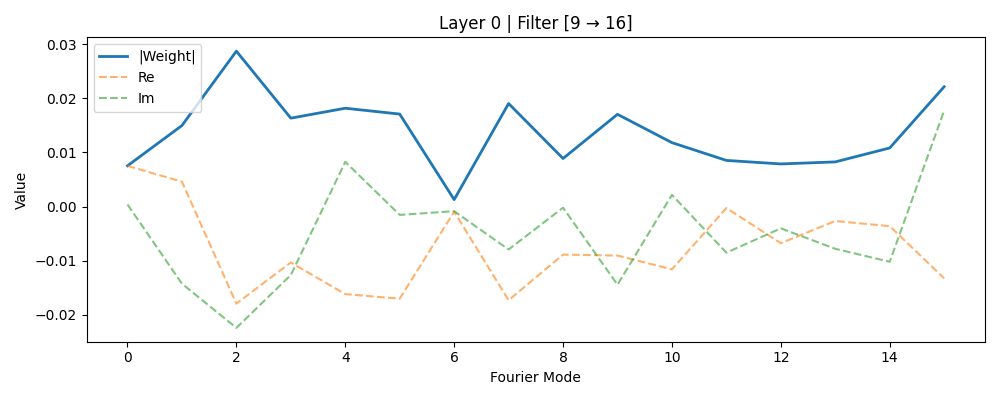 Layer 0 | Filter [9 → 16]
|Weight|
Re
Im
Value
0.03
0.02
0.01
0.00
−0.01
−0.02
0 2 4 6 8 10 12 14
Fourier Mode